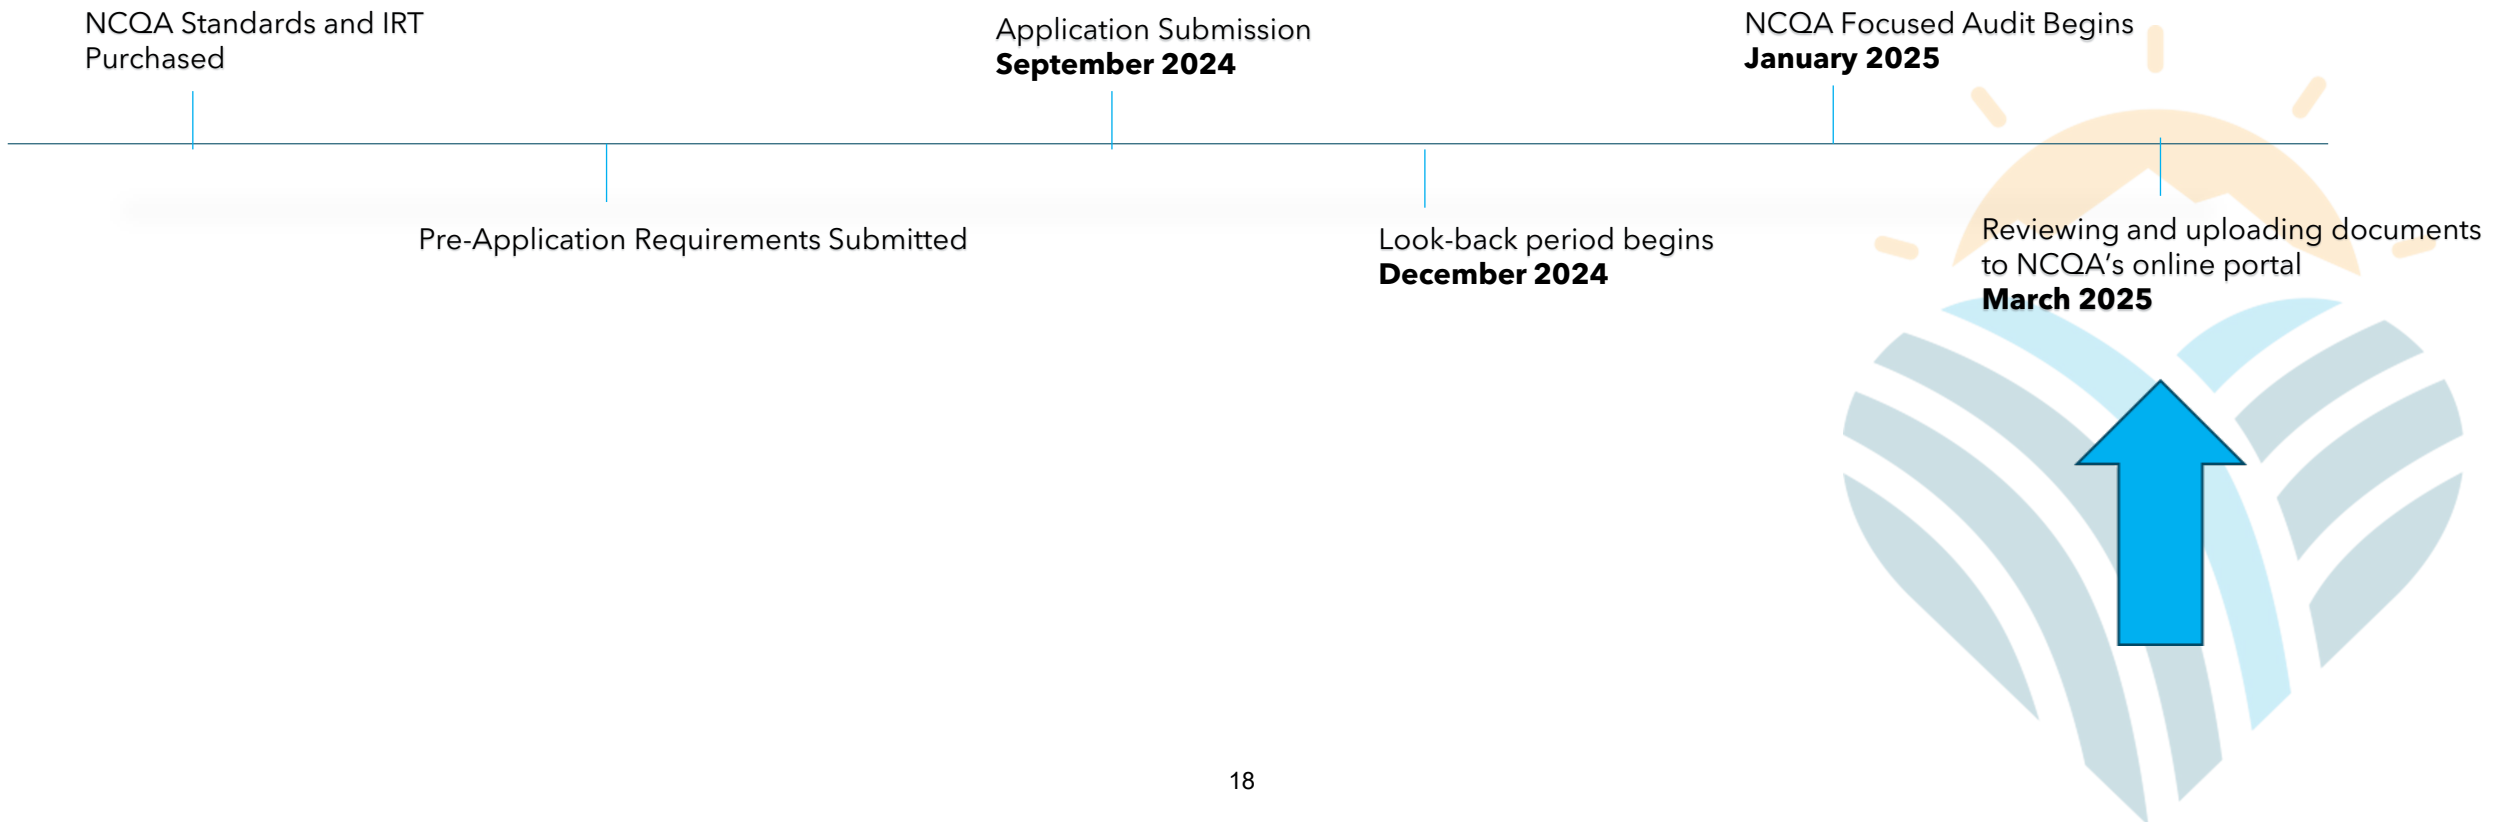 NCQA Standards and IRT
Purchased
Application Submission
September 2024
NCQA Focused Audit Begins
January 2025
Pre-Application Requirements Submitted
Look-back period begins
December 2024
Reviewing and uploading documents
to NCQA’s online portal
March 2025
18